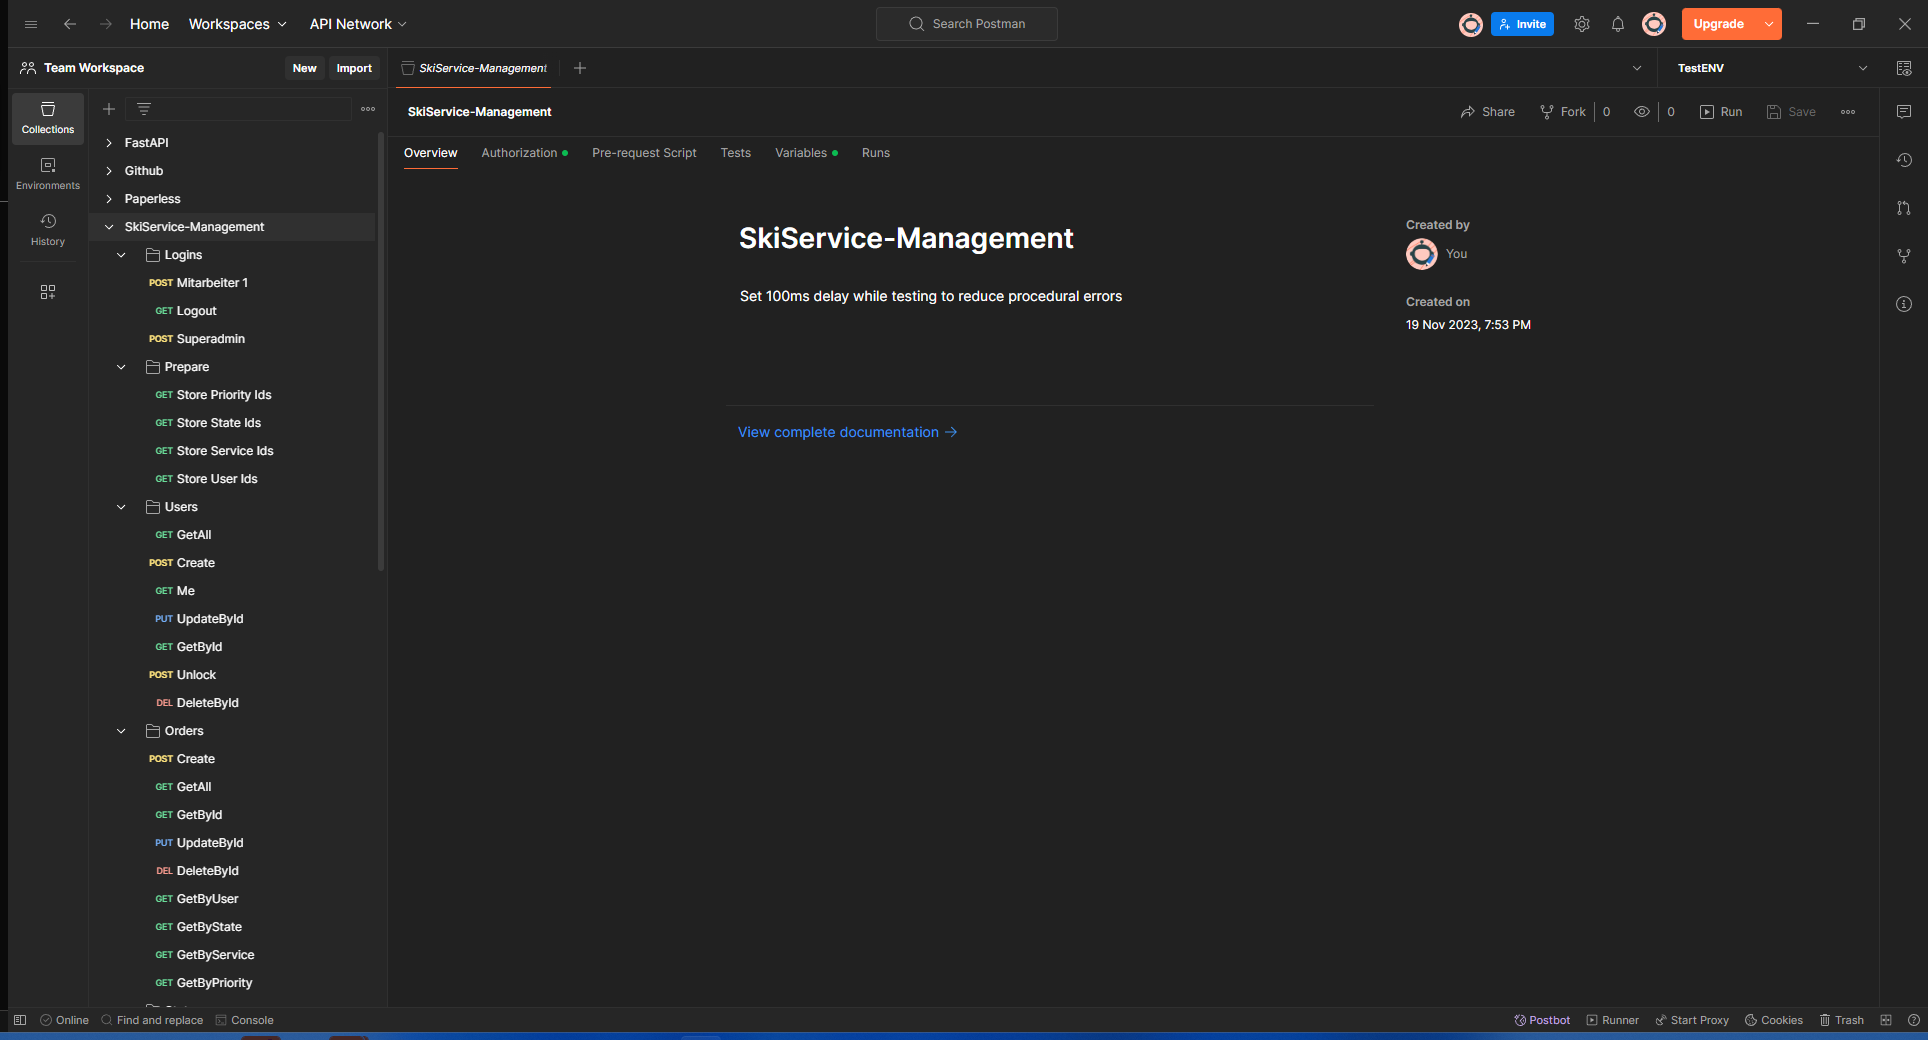 Home Workspaces API Network Search Postman Invite Upgrade
Team Workspace New Import SkiService-Management TestENV
Collections
Environments
History
FastAPI
Github
Paperless
SkiService-Management
Logins
POST Mitarbeiter 1
GET Logout
POST Superadmin
Prepare
GET Store Priority Ids
GET Store State Ids
GET Store Service Ids
GET Store User Ids
Users
GET GetAll
POST Create
GET Me
PUT UpdateById
GET GetById
POST Unlock
DEL DeleteById
Orders
POST Create
GET GetAll
GET GetById
PUT UpdateById
DEL DeleteById
GET GetByUser
GET GetByState
GET GetByService
GET GetByPriority
SkiService-Management Share Fork 0 0 Run Save
Overview Authorization Pre-request Script Tests Variables Runs
SkiService-Management
Set 100ms delay while testing to reduce procedural errors
View complete documentation →
Created by
You
Created on
19 Nov 2023, 7:53 PM
Online Find and replace Console Postbot Runner Start Proxy Cookies Trash